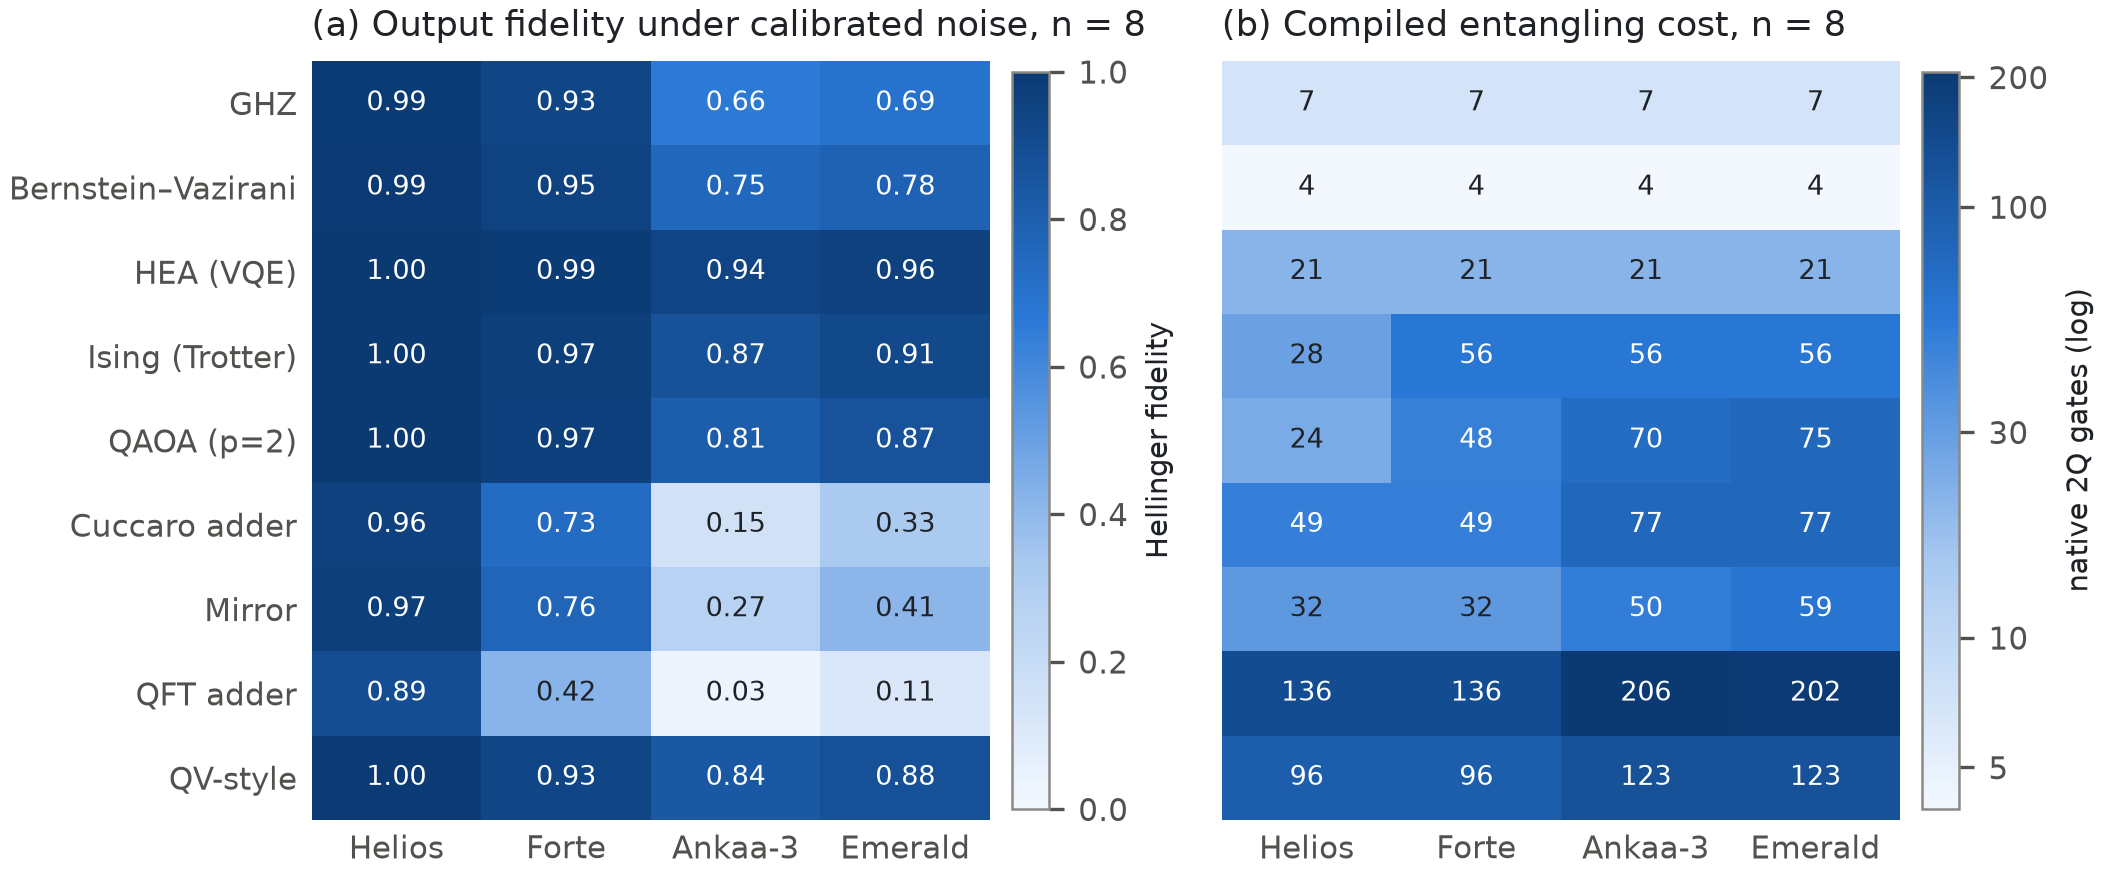 (a) Output fidelity under calibrated noise, n = 8
GHZ 0.99 0.93 0.66 0.69
Bernstein–Vazirani 0.99 0.95 0.75 0.78
HEA (VQE) 1.00 0.99 0.94 0.96
Ising (Trotter) 1.00 0.97 0.87 0.91
QAOA (p=2) 1.00 0.97 0.81 0.87
Cuccaro adder 0.96 0.73 0.15 0.33
Mirror 0.97 0.76 0.27 0.41
QFT adder 0.89 0.42 0.03 0.11
QV-style 1.00 0.93 0.84 0.88
Helios Forte Ankaa-3 Emerald
1.0
0.8
0.6
0.4
0.2
0.0
Hellinger fidelity
(b) Compiled entangling cost, n = 8
7 7 7 7
4 4 4 4
21 21 21 21
28 56 56 56
24 48 70 75
49 49 77 77
32 32 50 59
136 136 206 202
96 96 123 123
Helios Forte Ankaa-3 Emerald
200
100
30
10
5
native 2Q gates (log)